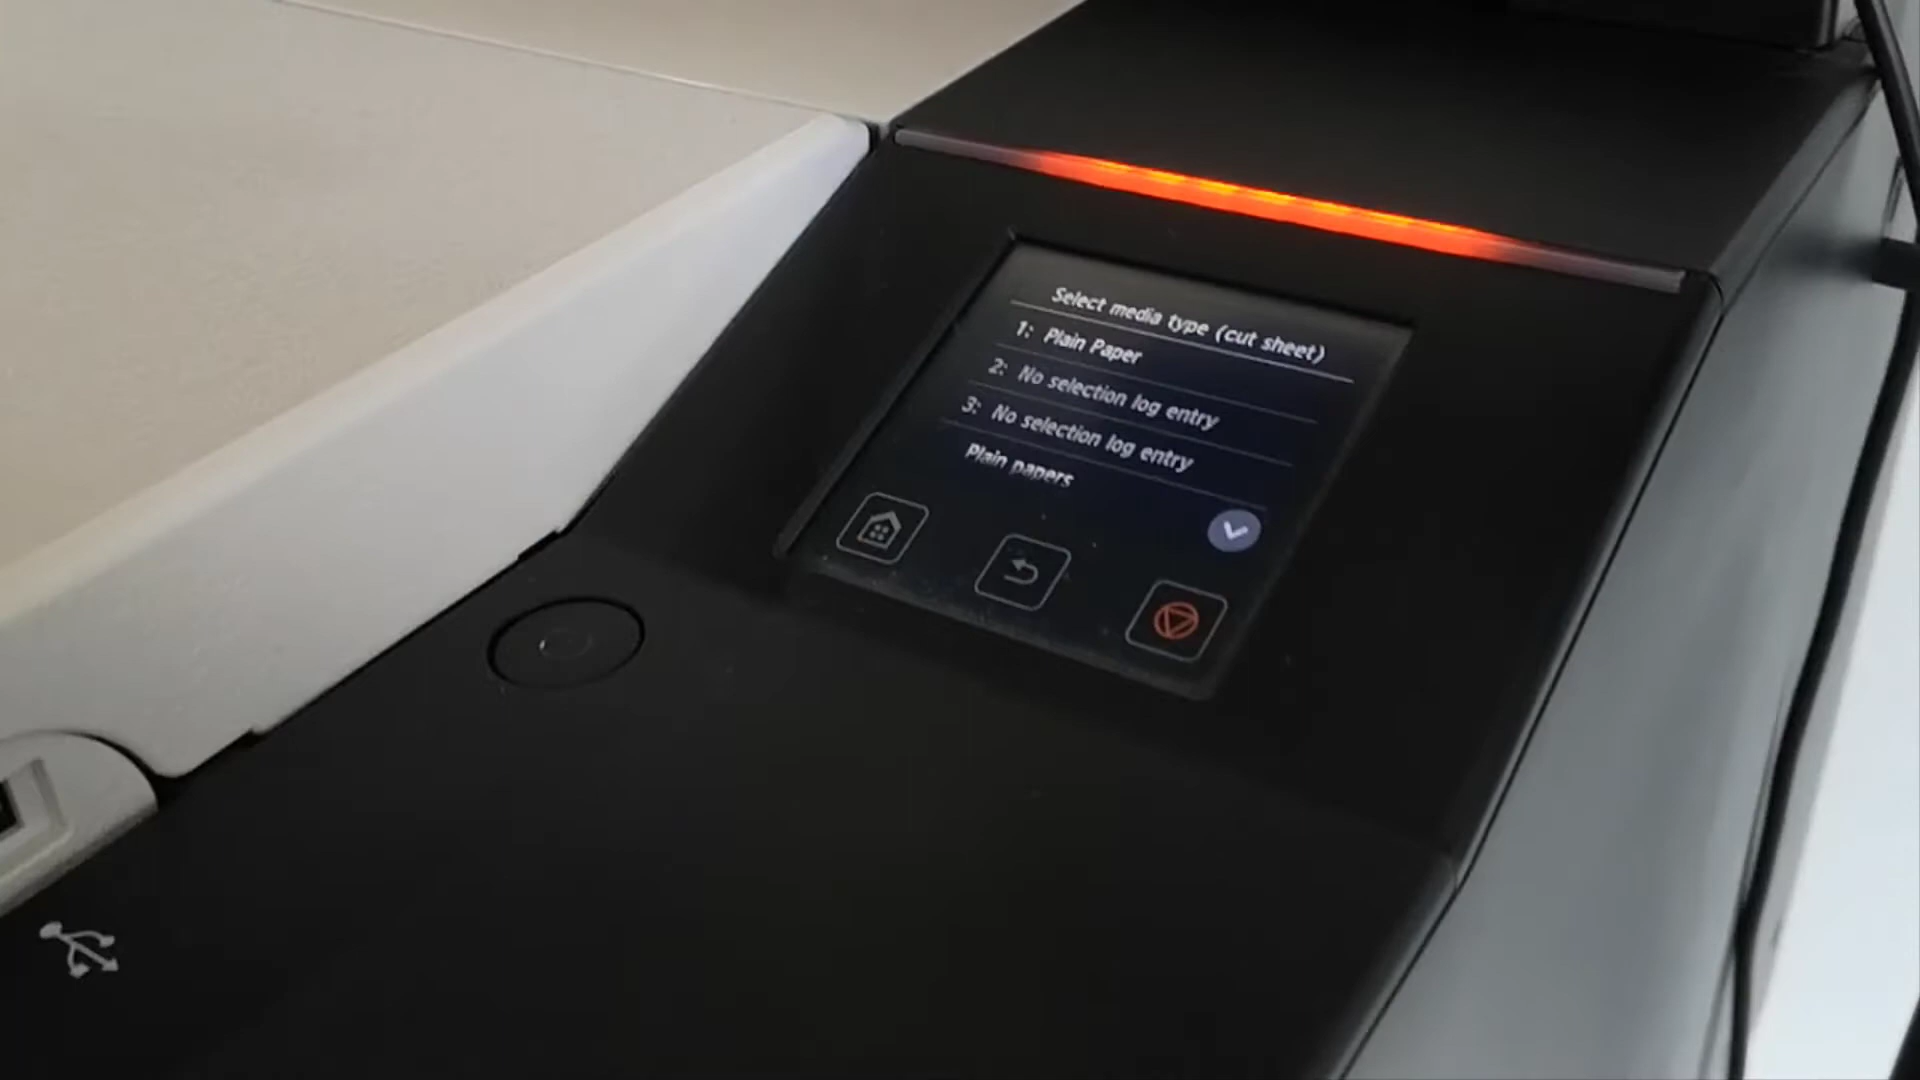 Select media type (cut sheet)
1: Plain Paper
2: No selection log entry
3: No selection log entry
Plain papers